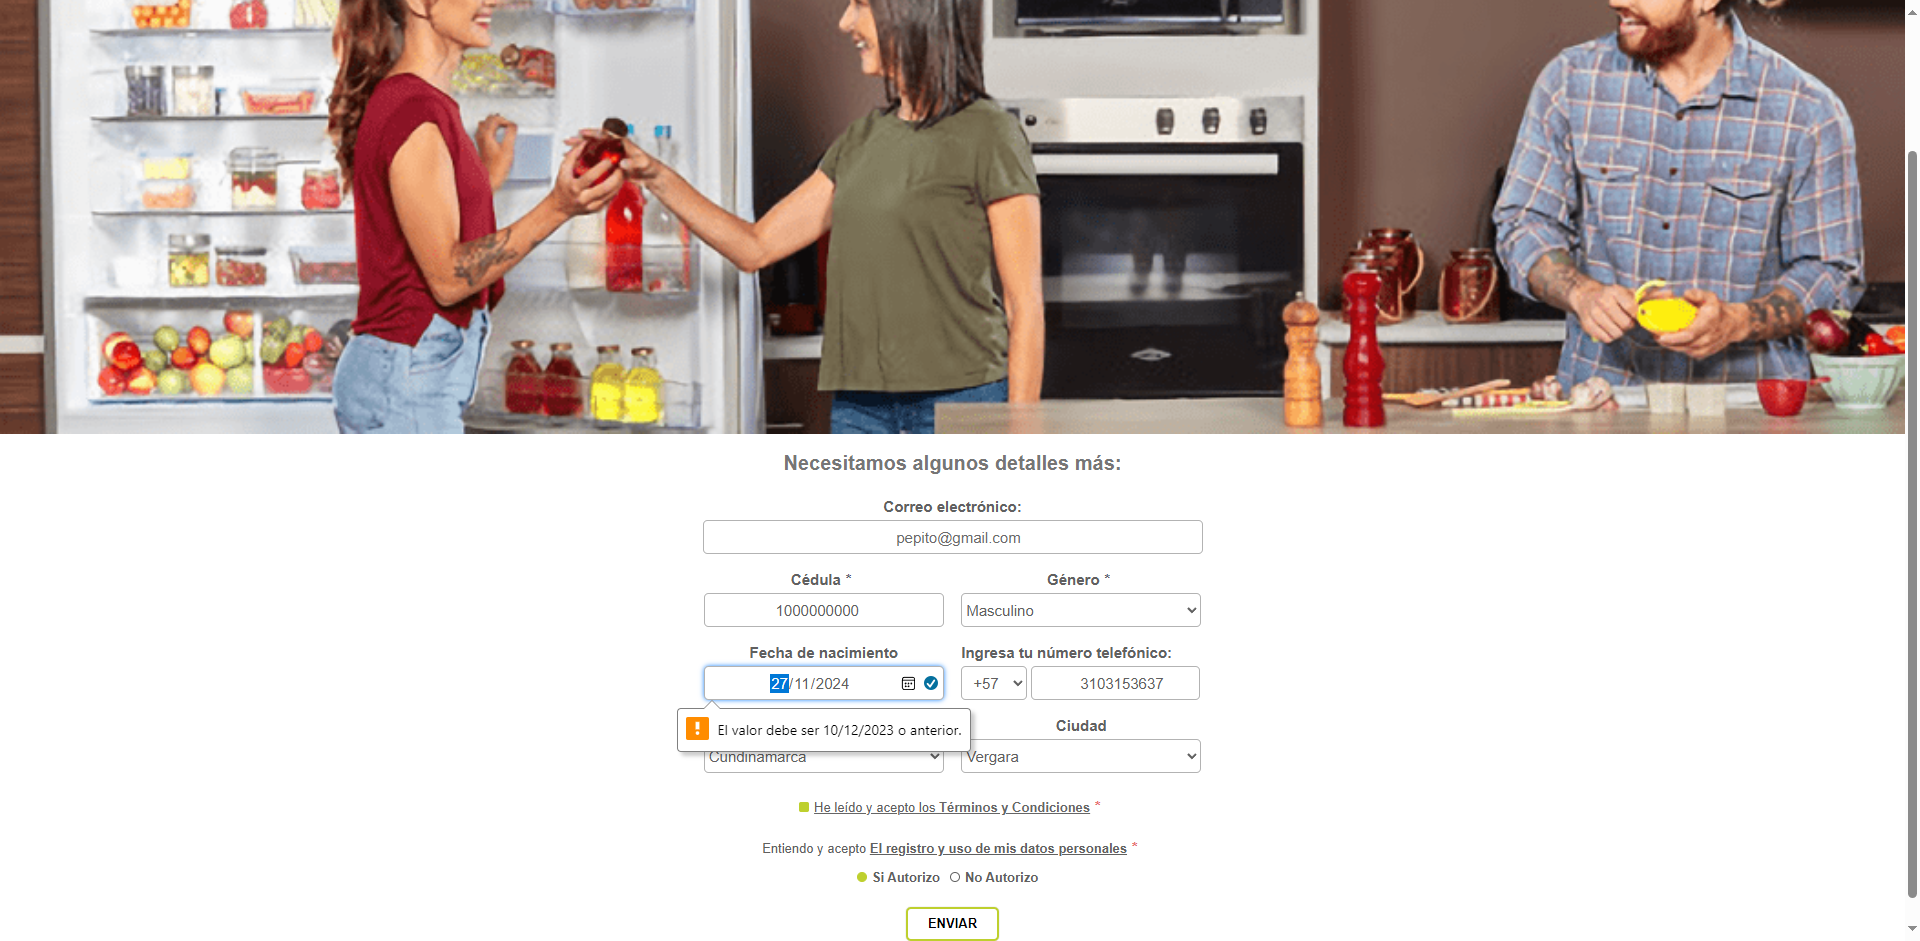 Necesitamos algunos detalles más:
Correo electrónico:
pepito@gmail.com
Cédula * Género *
1000000000 Masculino
Fecha de nacimiento Ingresa tu número telefónico:
27/11/2024 +57 3103153637
El valor debe ser 10/12/2023 o anterior.
Ciudad
Cundinamarca Vergara
He leído y acepto los Términos y Condiciones *
Entiendo y acepto El registro y uso de mis datos personales *
Si Autorizo No Autorizo
ENVIAR